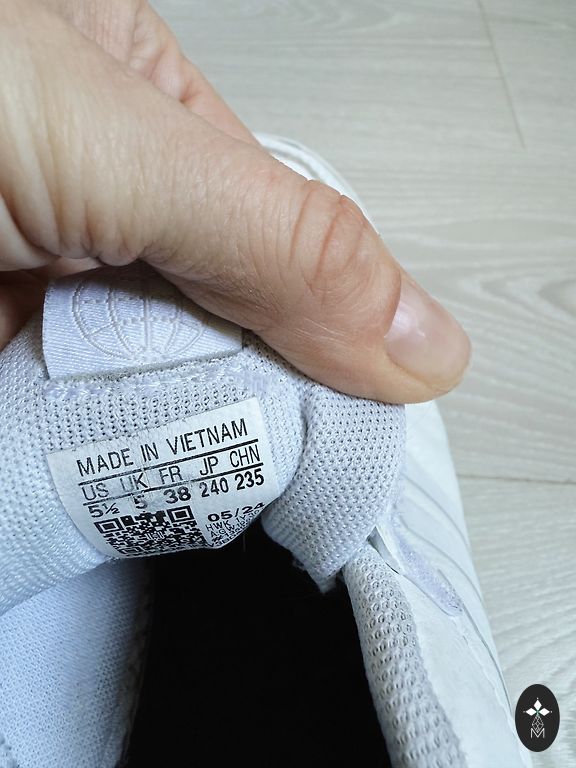 MADE IN VIETNAM
US UK FR JP CHN
5½ 5 38 240 235
05/24
M